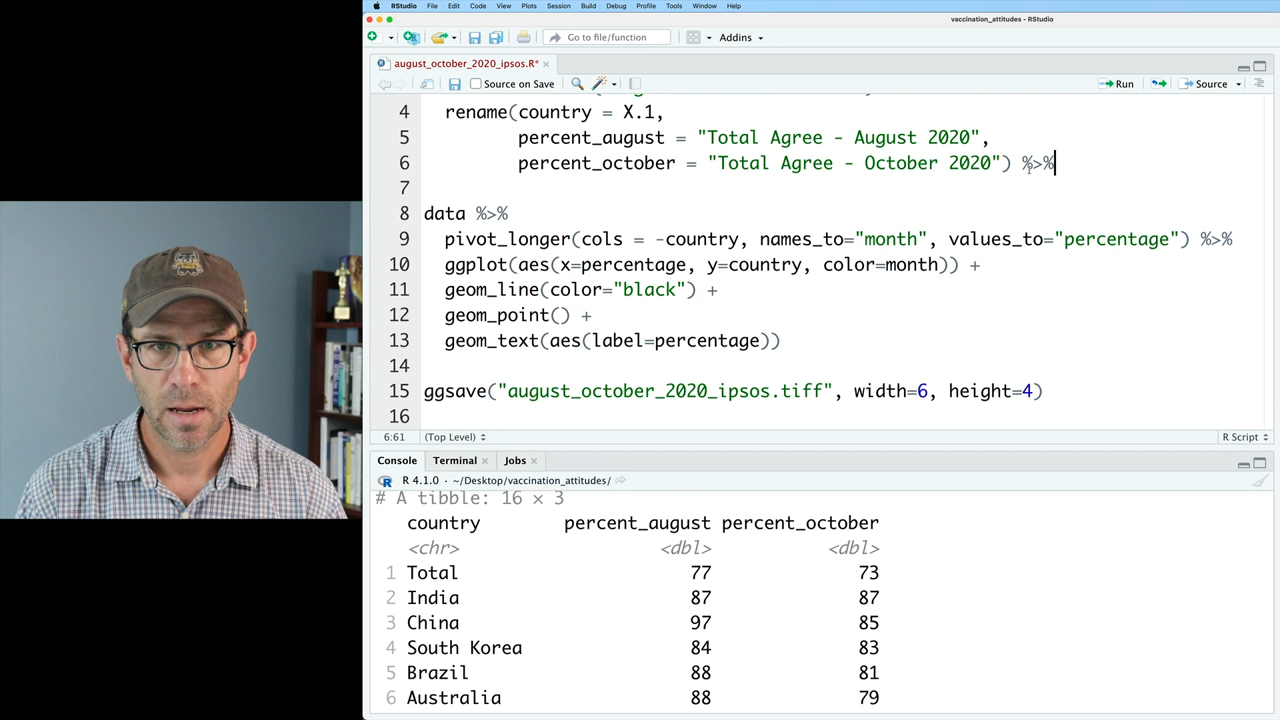 RStudio File Edit Code View Plots Session Build Debug Profile Tools Window Help
vaccination_attitudes - RStudio
Go to file/function Addins
august_october_2020_ipsos.R*
Source on Save Run Source
4 rename(country = X.1,
5 percent_august = "Total Agree - August 2020",
6 percent_october = "Total Agree - October 2020") %>%
7
8 data %>%
9 pivot_longer(cols = -country, names_to="month", values_to="percentage") %>%
10 ggplot(aes(x=percentage, y=country, color=month)) +
11 geom_line(color="black") +
12 geom_point() +
13 geom_text(aes(label=percentage))
14
15 ggsave("august_october_2020_ipsos.tiff", width=6, height=4)
16
6:61 (Top Level) R Script
Console Terminal Jobs
R 4.1.0 · ~/Desktop/vaccination_attitudes/
# A tibble: 16 × 3
country percent_august percent_october
<chr> <dbl> <dbl>
1 Total 77 73
2 India 87 87
3 China 97 85
4 South Korea 84 83
5 Brazil 88 81
6 Australia 88 79